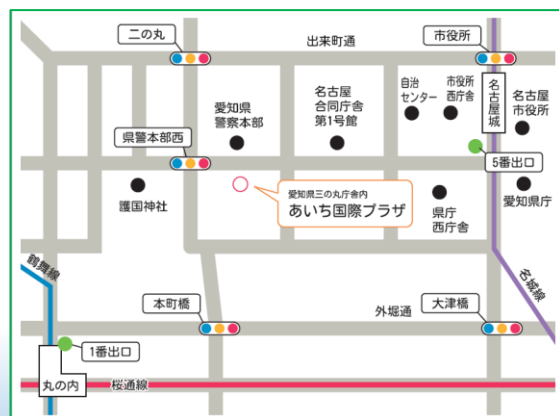 二の丸
出来町通
市役所
愛知県
警察本部
名古屋
合同庁舎
第1号館
自治
センター
市役所
西庁舎
名古屋城
名古屋
市役所
県警本部西
5番出口
護国神社
愛知県三の丸庁舎内
あいち国際プラザ
県庁
西庁舎
愛知県庁
鶴舞線
名城線
本町橋
外堀通
大津橋
1番出口
丸の内
桜通線